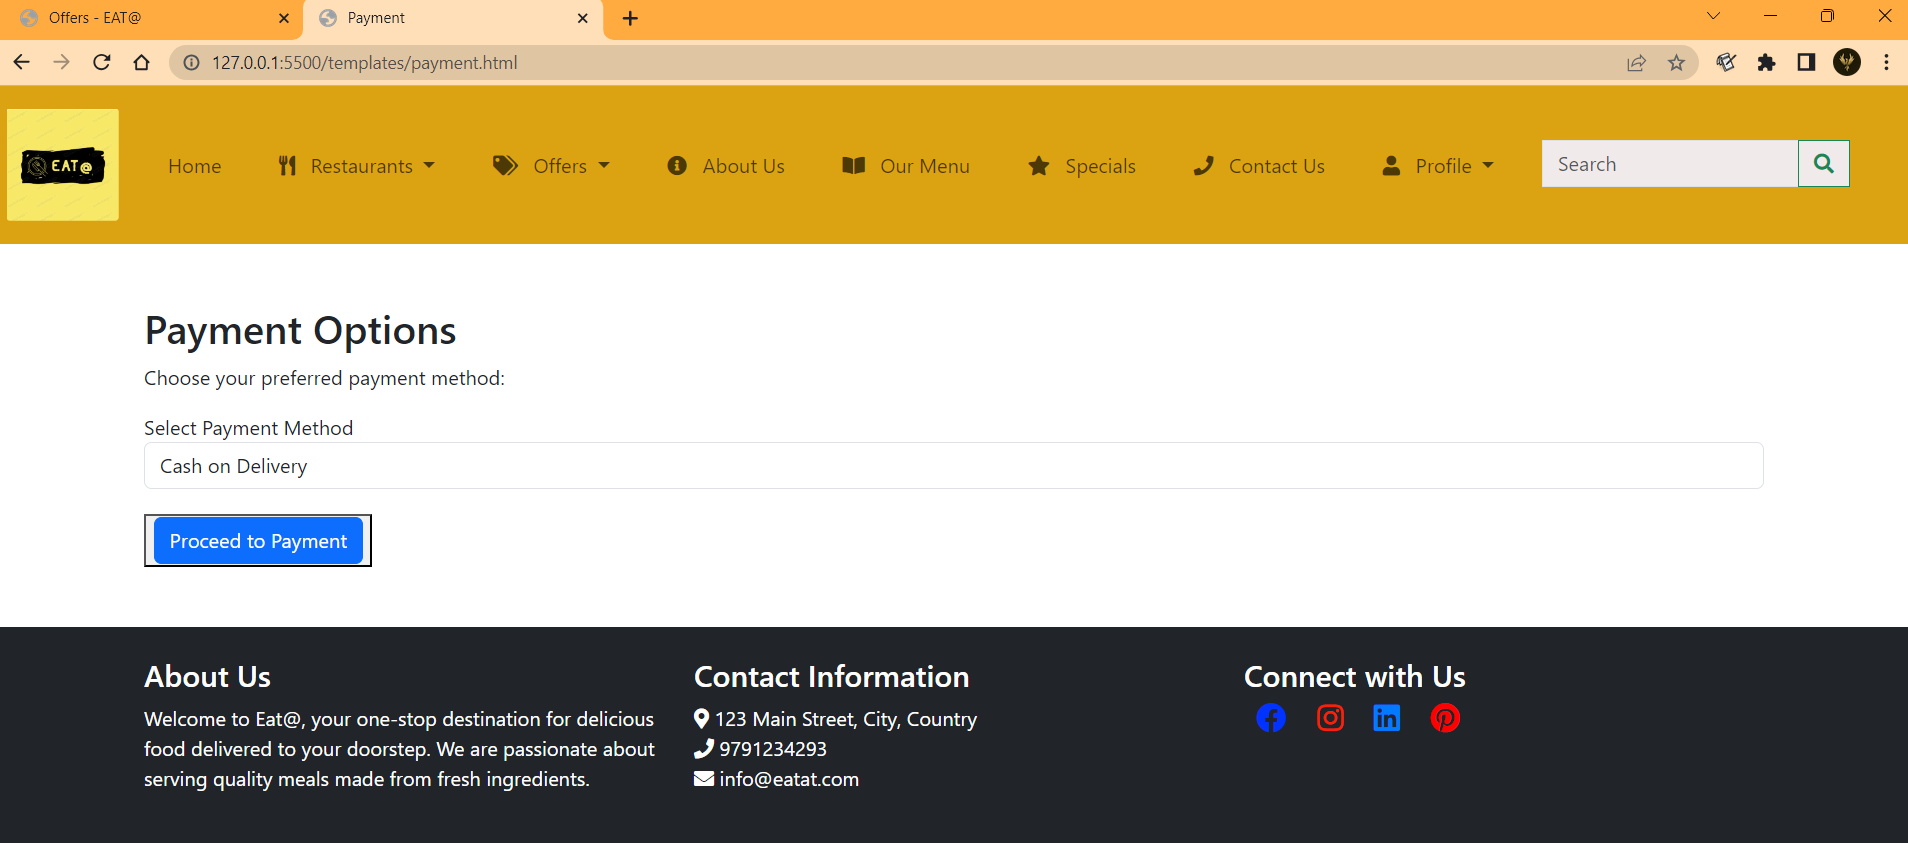 Offers - EAT@
Payment
127.0.0.1:5500/templates/payment.html
EAT@
Home
Restaurants
Offers
About Us
Our Menu
Specials
Contact Us
Profile
Search
Payment Options
Choose your preferred payment method:
Select Payment Method
Cash on Delivery
Proceed to Payment
About Us
Welcome to Eat@, your one-stop destination for delicious
food delivered to your doorstep. We are passionate about
serving quality meals made from fresh ingredients.
Contact Information
123 Main Street, City, Country
9791234293
info@eatat.com
Connect with Us